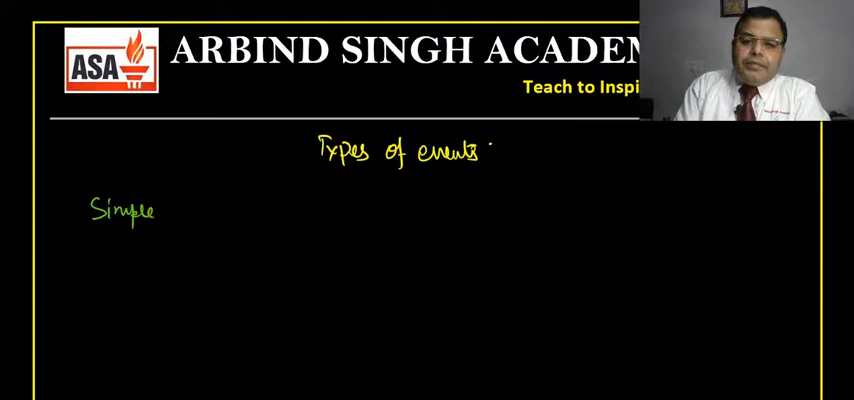 ASA
ARBIND SINGH ACADEM
Teach to Inspi
Types of events
Simple